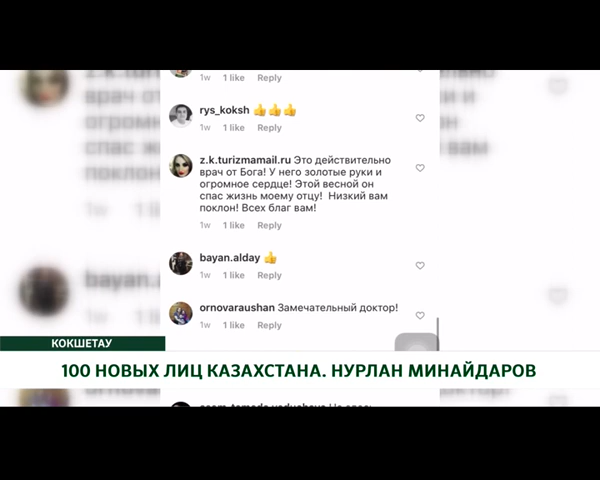 1w 1 like Reply
rys_koksh 👍👍👍
1w 1 like Reply
z.k.turizmamail.ru Это действительно
врач от Бога! У него золотые руки и
огромное сердце! Этой весной он
спас жизнь моему отцу! Низкий вам
поклон! Всех благ вам!
1w 1 like Reply
bayan.alday 👍
1w 1 like Reply
ornovaraushan Замечательный доктор!
1w 1 like Reply
КОКШЕТАУ
100 НОВЫХ ЛИЦ КАЗАХСТАНА. НУРЛАН МИНАЙДАРОВ